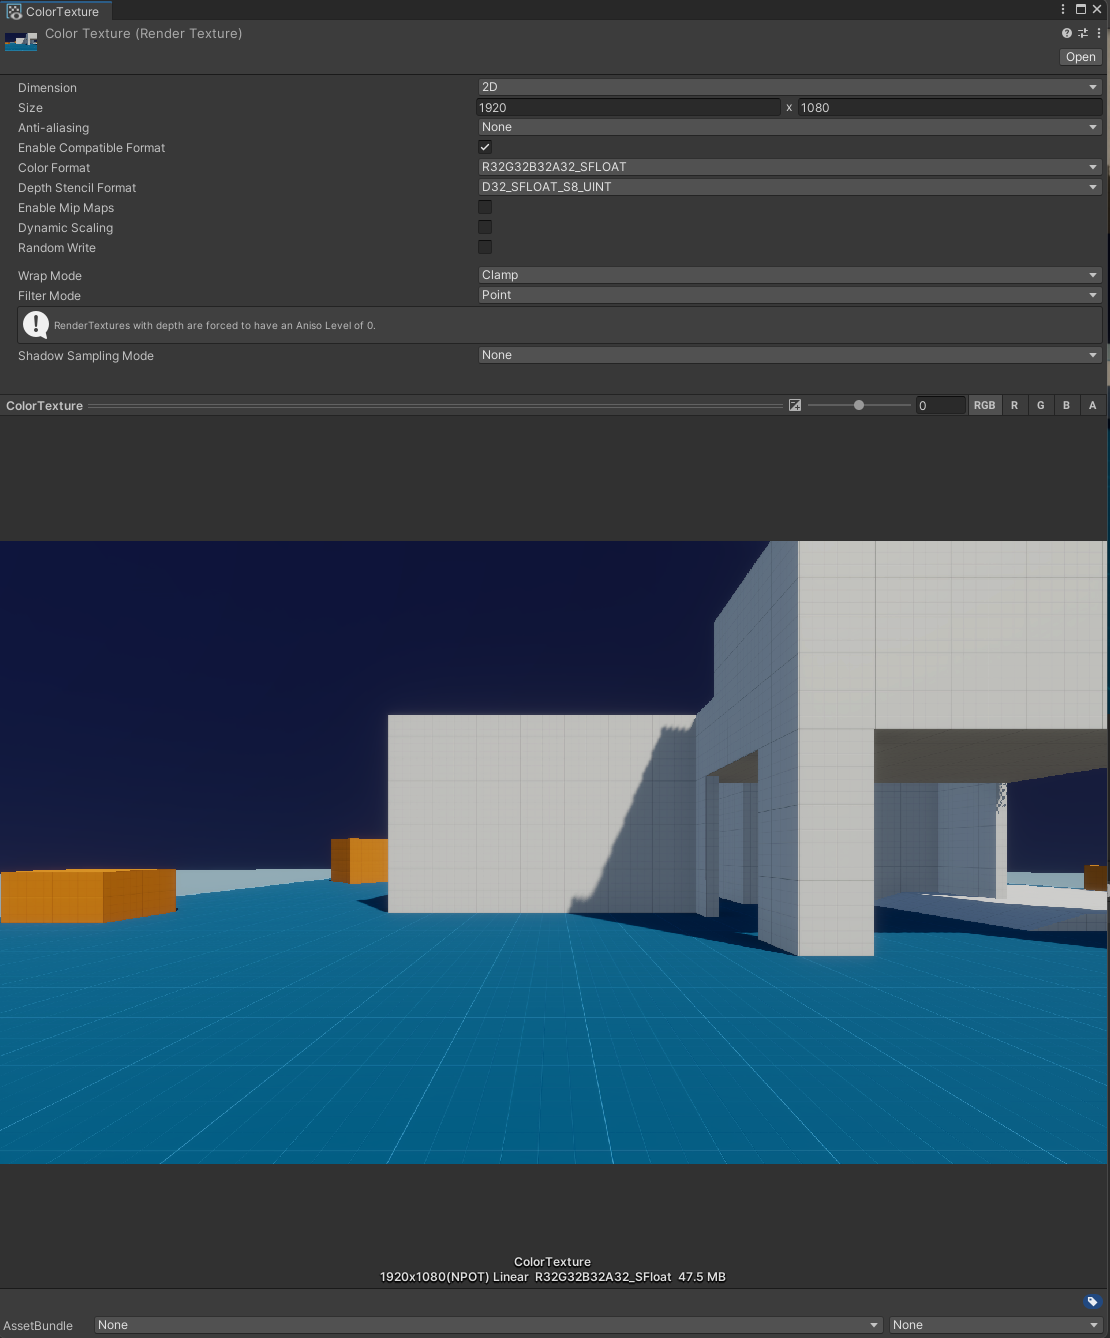 ColorTexture
Color Texture (Render Texture)
Open
Dimension 2D
Size 1920 x 1080
Anti-aliasing None
Enable Compatible Format
Color Format R32G32B32A32_SFLOAT
Depth Stencil Format D32_SFLOAT_S8_UINT
Enable Mip Maps
Dynamic Scaling
Random Write
Wrap Mode Clamp
Filter Mode Point
RenderTextures with depth are forced to have an Aniso Level of 0.
Shadow Sampling Mode None
ColorTexture 0 RGB R G B A
ColorTexture
1920x1080(NPOT) Linear R32G32B32A32_SFloat 47.5 MB
AssetBundle None None